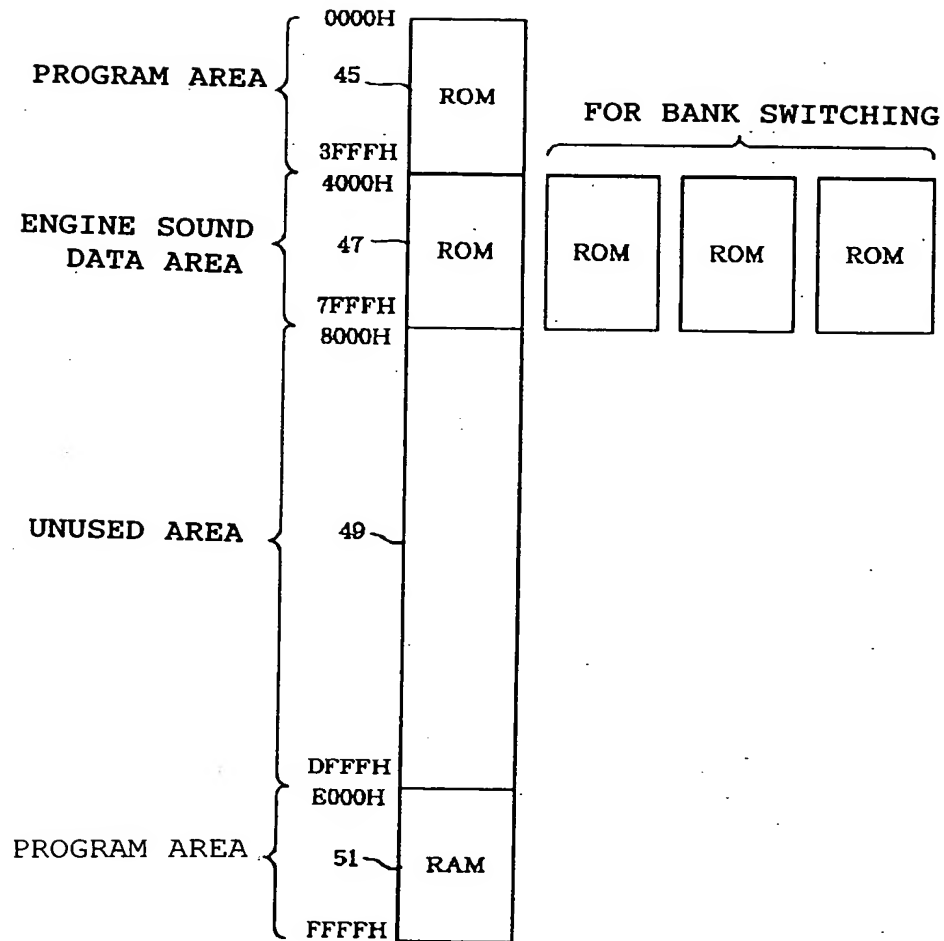 0000H
PROGRAM AREA
45
ROM
FOR BANK SWITCHING
3FFFH
4000H
ENGINE SOUND
DATA AREA
47
ROM
ROM
ROM
ROM
7FFFH
8000H
UNUSED AREA
49
DFFFH
E000H
PROGRAM AREA
51
RAM
FFFFH